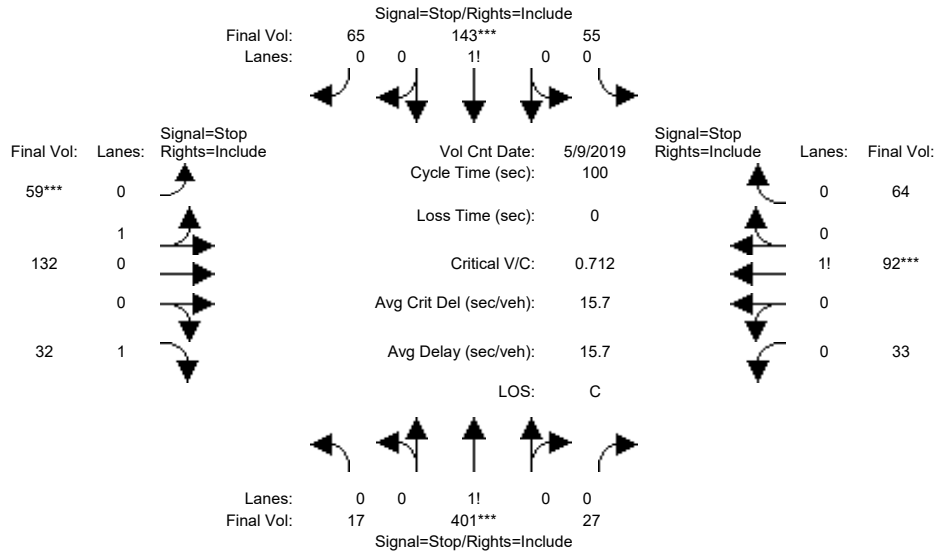 Signal=Stop/Rights=Include
Final Vol: 65 143*** 55
Lanes: 0 0 1! 0 0
Signal=Stop
Final Vol: Lanes: Rights=Include
Vol Cnt Date: 5/9/2019
Signal=Stop
Rights=Include Lanes: Final Vol:
Cycle Time (sec): 100
59*** 0
0 64
Loss Time (sec): 0
1
0
132 0
Critical V/C: 0.712
1! 92***
0
Avg Crit Del (sec/veh): 15.7
0
32 1
Avg Delay (sec/veh): 15.7
0 33
LOS: C
Lanes: 0 0 1! 0 0
Final Vol: 17 401*** 27
Signal=Stop/Rights=Include